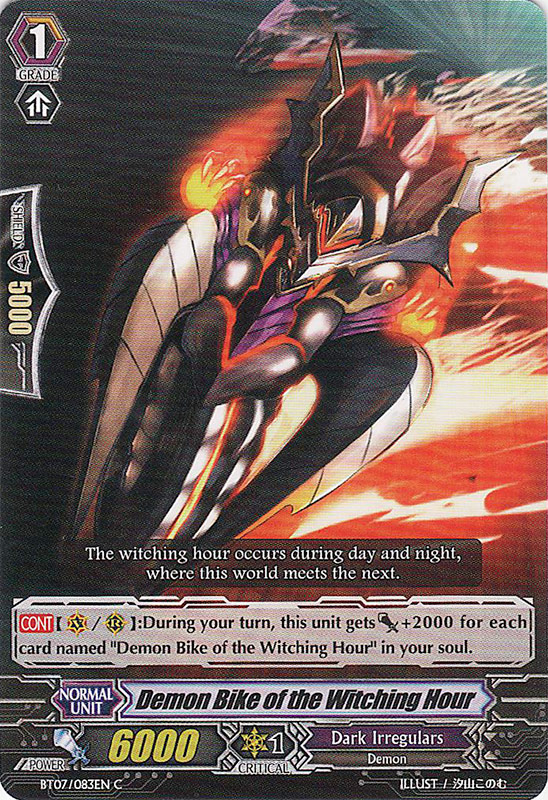 1
GRADE
SHIELD
5000
The witching hour occurs during day and night,
where this world meets the next.
CONT【V / R】:During your turn, this unit gets +2000 for each
card named "Demon Bike of the Witching Hour" in your soul.
NORMAL
UNIT
Demon Bike of the Witching Hour
POWER
6000
1
CRITICAL
Dark Irregulars
Demon
BT07/083EN C
ILLUST / 汐山このむ